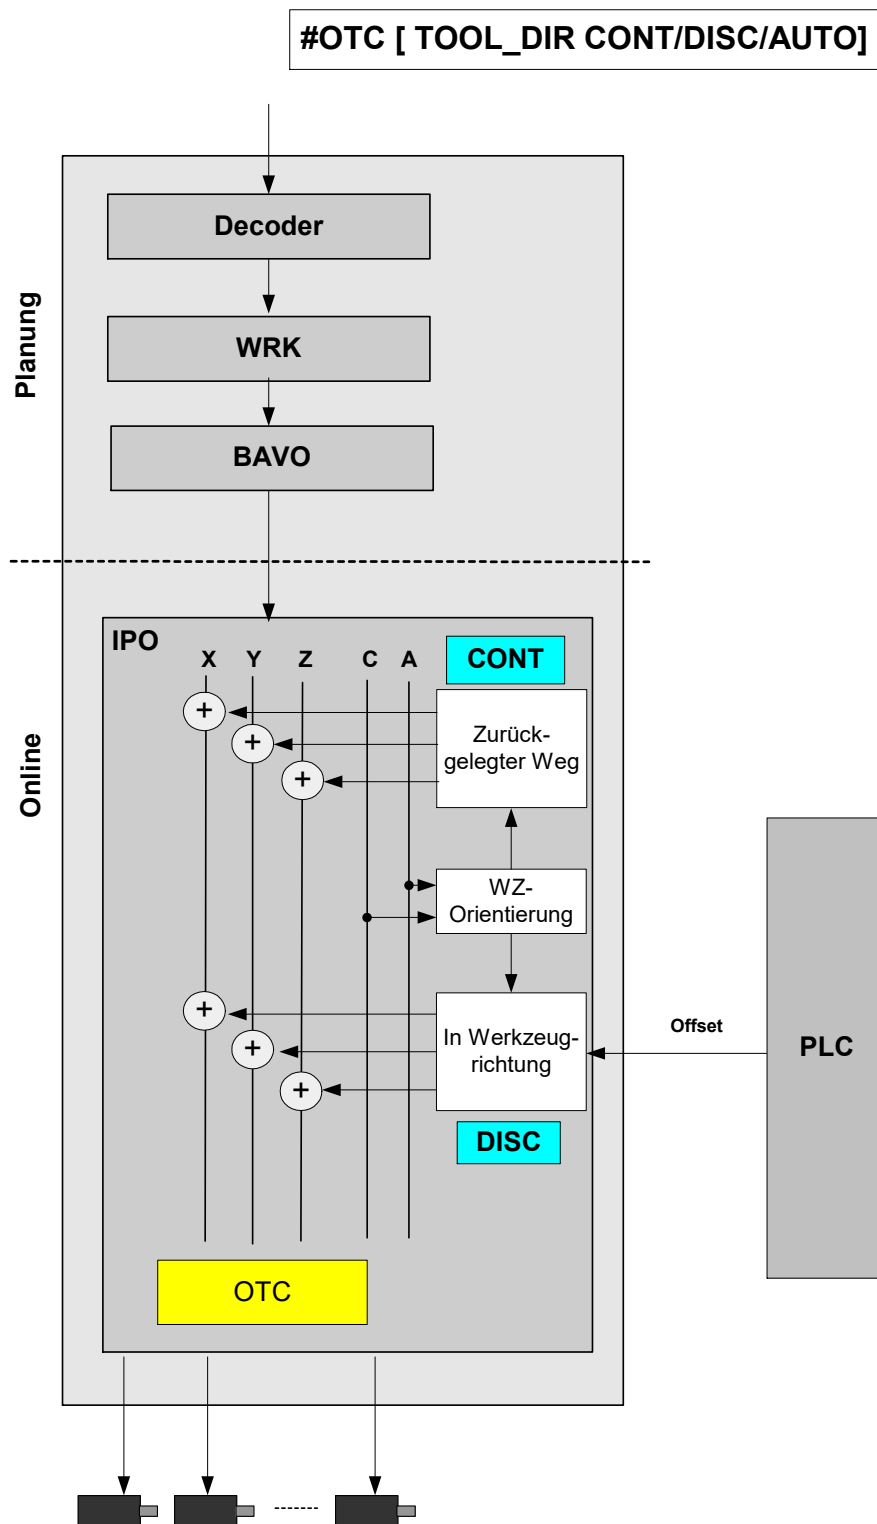 #OTC [ TOOL_DIR CONT/DISC/AUTO]
Planung
Decoder
WRK
BAVO
Online
IPO
X Y Z C A
CONT
Zurück-
gelegter Weg
WZ-
Orientierung
In Werkzeug-
richtung
DISC
Offset
PLC
OTC
+
+
+
+
+
+